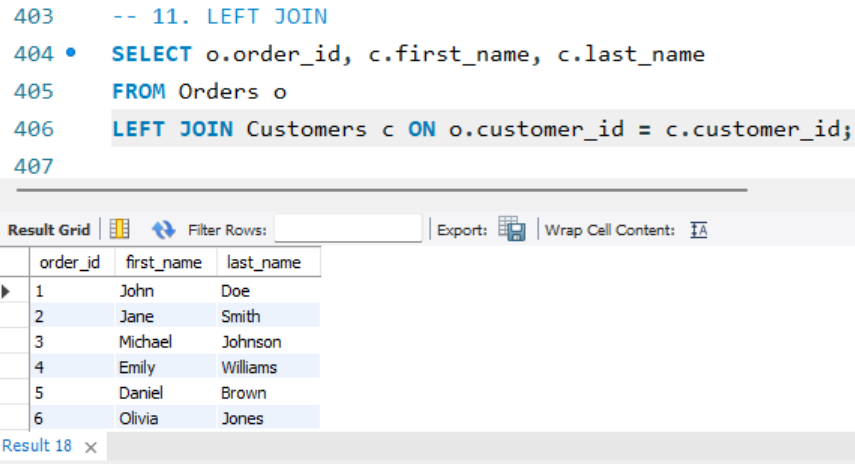 403 -- 11. LEFT JOIN
404 SELECT o.order_id, c.first_name, c.last_name
405 FROM Orders o
406 LEFT JOIN Customers c ON o.customer_id = c.customer_id;
407
Result Grid Filter Rows: Export: Wrap Cell Content: IA
order_id first_name last_name
1 John Doe
2 Jane Smith
3 Michael Johnson
4 Emily Williams
5 Daniel Brown
6 Olivia Jones
Result 18 ×